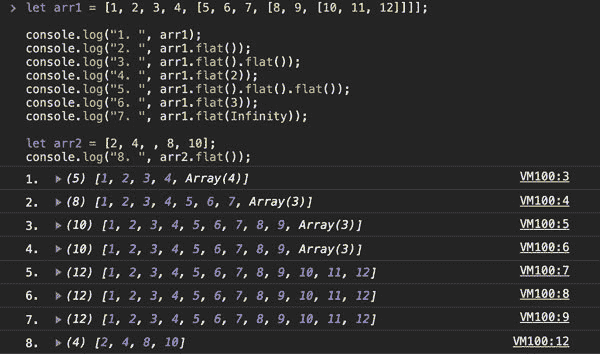 > let arr1 = [1, 2, 3, 4, [5, 6, 7, [8, 9, [10, 11, 12]]]];
console.log("1. ", arr1);
console.log("2. ", arr1.flat());
console.log("3. ", arr1.flat().flat());
console.log("4. ", arr1.flat(2));
console.log("5. ", arr1.flat().flat().flat());
console.log("6. ", arr1.flat(3));
console.log("7. ", arr1.flat(Infinity));
let arr2 = [2, 4, , 8, 10];
console.log("8. ", arr2.flat());
1. ▶ (5) [1, 2, 3, 4, Array(4)] VM100:3
2. ▶ (8) [1, 2, 3, 4, 5, 6, 7, Array(3)] VM100:4
3. ▶ (10) [1, 2, 3, 4, 5, 6, 7, 8, 9, Array(3)] VM100:5
4. ▶ (10) [1, 2, 3, 4, 5, 6, 7, 8, 9, Array(3)] VM100:6
5. ▶ (12) [1, 2, 3, 4, 5, 6, 7, 8, 9, 10, 11, 12] VM100:7
6. ▶ (12) [1, 2, 3, 4, 5, 6, 7, 8, 9, 10, 11, 12] VM100:8
7. ▶ (12) [1, 2, 3, 4, 5, 6, 7, 8, 9, 10, 11, 12] VM100:9
8. ▶ (4) [2, 4, 8, 10] VM100:12